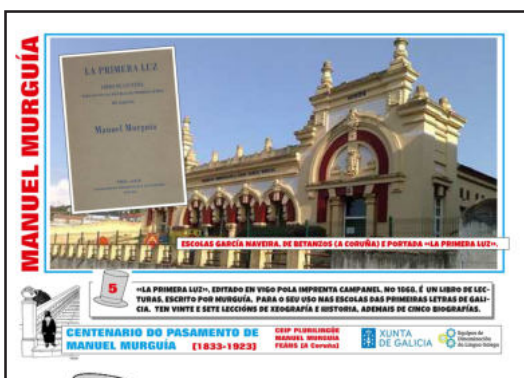 MANUEL MURGUÍA
LA PRIMERA LUZ
Manuel Murguía
ESCOLAS GARCÍA NAVEIRA, DE BETANZOS (A CORUÑA) E PORTADA «LA PRIMERA LUZ».
5
«LA PRIMERA LUZ», EDITADO EN VIGO POLA IMPRENTA CAMPANEL, NO 1860, É UN LIBRO DE LEC-
TURAS, ESCRITO POR MURGUÍA, PARA O SEU USO NAS ESCOLAS DAS PRIMEIRAS LETRAS DE GALI-
CIA. TEN VINTE E SETE LECCIÓNS DE XEOGRAFÍA E HISTORIA, ADEMAIS DE CINCO BIOGRAFÍAS.
CENTENARIO DO PASAMENTO DE
MANUEL MURGUÍA (1833-1923)
CEIP PLURILINGÜE
MANUEL MURGUÍA
FEÁNS (A Coruña)
XUNTA
DE GALICIA
Equipos de
Dinamización
da Lingua Galega